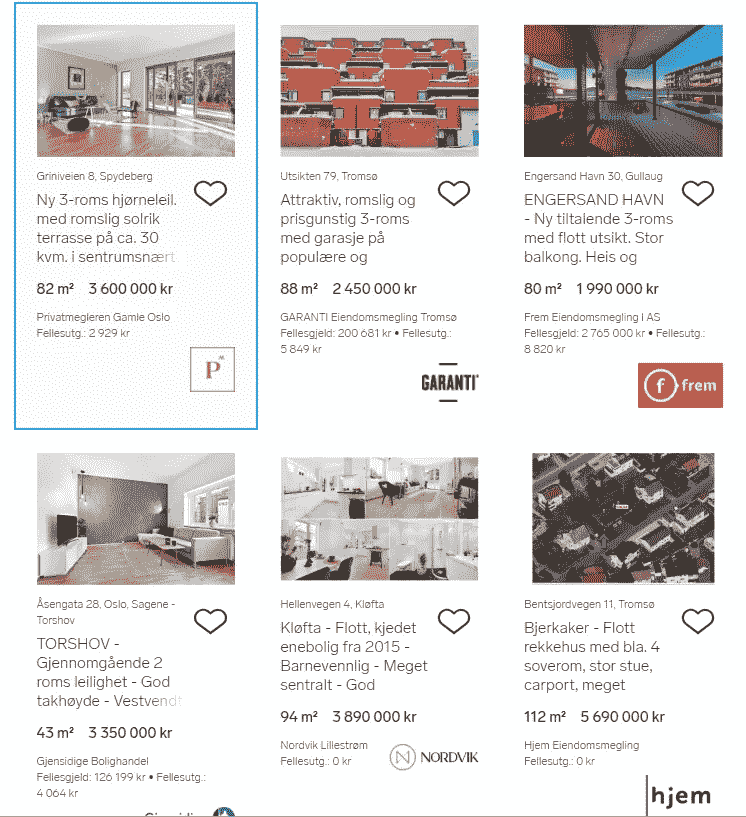 Griniveien 8, Spydeberg
Ny 3-roms hjørneleil.
med romslig solrik
terrasse på ca. 30
kvm. i sentrumsnært
82 m² 3 600 000 kr
Privatmegleren Gamle Oslo
Fellesutg.: 2 929 kr
P
Utsikten 79, Tromsø
Attraktiv, romslig og
prisgunstig 3-roms
med garasje på
populære og
88 m² 2 450 000 kr
GARANTI Eiendomsmegling Tromsø
Fellesgjeld: 200 681 kr • Fellesutg.:
5 849 kr
GARANTI
Engersand Havn 30, Gullaug
ENGERSAND HAVN
- Ny tiltalende 3-roms
med flott utsikt. Stor
balkong. Heis og
80 m² 1 990 000 kr
Frem Eiendomsmegling I AS
Fellesgjeld: 2 765 000 kr • Fellesutg.:
8 820 kr
f frem
Åsengata 28, Oslo, Sagene -
Torshov
TORSHOV -
Gjennomgående 2
roms leilighet - God
takhøyde - Vestvendt
43 m² 3 350 000 kr
Gjensidige Bolighandel
Fellesgjeld: 126 199 kr • Fellesutg.:
4 064 kr
Hellenvegen 4, Kløfta
Kløfta - Flott, kjedet
enebolig fra 2015 -
Barnevennlig - Meget
sentralt - God
94 m² 3 890 000 kr
Nordvik Lillestrøm
Fellesutg.: 0 kr
N NORDVIK
Bentsjordvegen 11, Tromsø
Bjerkaker - Flott
rekkehus med bla. 4
soverom, stor stue,
carport, meget
112 m² 5 690 000 kr
Hjem Eiendomsmegling
Fellesutg.: 0 kr
hjem